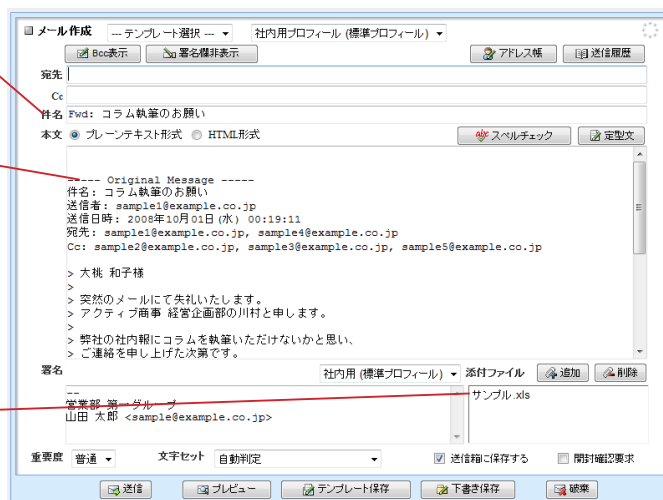 メール作成 --- テンプレート選択 --- 社内用プロフィール (標準プロフィール)
Bcc表示 署名欄非表示 アドレス帳 送信履歴
宛先
Cc
件名 Fwd: コラム執筆のお願い
本文 プレーンテキスト形式 HTML形式 abc スペルチェック 定型文
----- Original Message -----
件名: コラム執筆のお願い
送信者: sample1@example.co.jp
送信日時: 2008年10月01日(水) 00:19:11
宛先: sample1@example.co.jp, sample4@example.co.jp
Cc: sample2@example.co.jp, sample3@example.co.jp, sample5@example.co.jp
> 大桃 和子様
>
> 突然のメールにて失礼いたします。
> アクティブ商事 経営企画部の川村と申します。
>
> 弊社の社内報にコラムを執筆いただけないかと思い、
> ご連絡を申し上げた次第です。
署名 社内用 (標準プロフィール) 添付ファイル 追加 削除
--
営業部 第一グループ
山田 太郎 <sample@example.co.jp>
サンプル.xls
重要度 普通 文字セット 自動判定 送信箱に保存する 開封確認要求
送信 プレビュー テンプレート保存 下書き保存 破棄